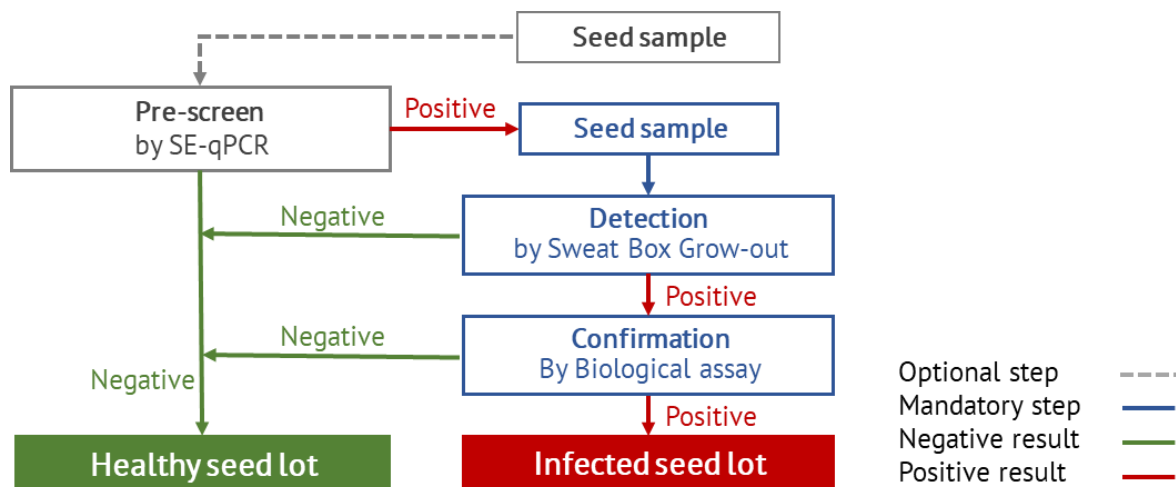 Seed sample
Pre-screen
by SE-qPCR
Positive
Seed sample
Detection
by Sweat Box Grow-out
Negative
Positive
Confirmation
By Biological assay
Negative
Negative
Positive
Healthy seed lot
Infected seed lot
Optional step
Mandatory step
Negative result
Positive result